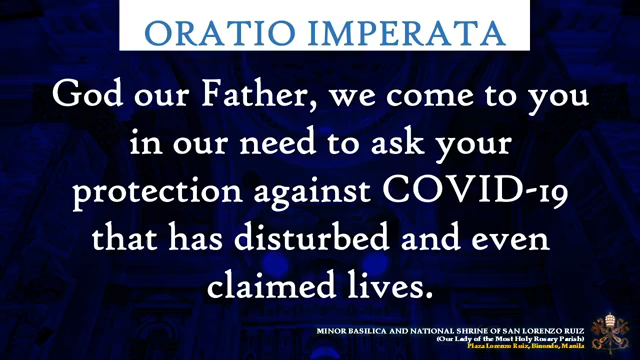 ORATIO IMPERATA
God our Father, we come to you
in our need to ask your
protection against COVID-19
that has disturbed and even
claimed lives.
MINOR BASILICA AND NATIONAL SHRINE OF SAN LORENZO RUIZ
(Our Lady of the Most Holy Rosary Parish)
Plaza Lorenzo Ruiz, Binondo, Manila